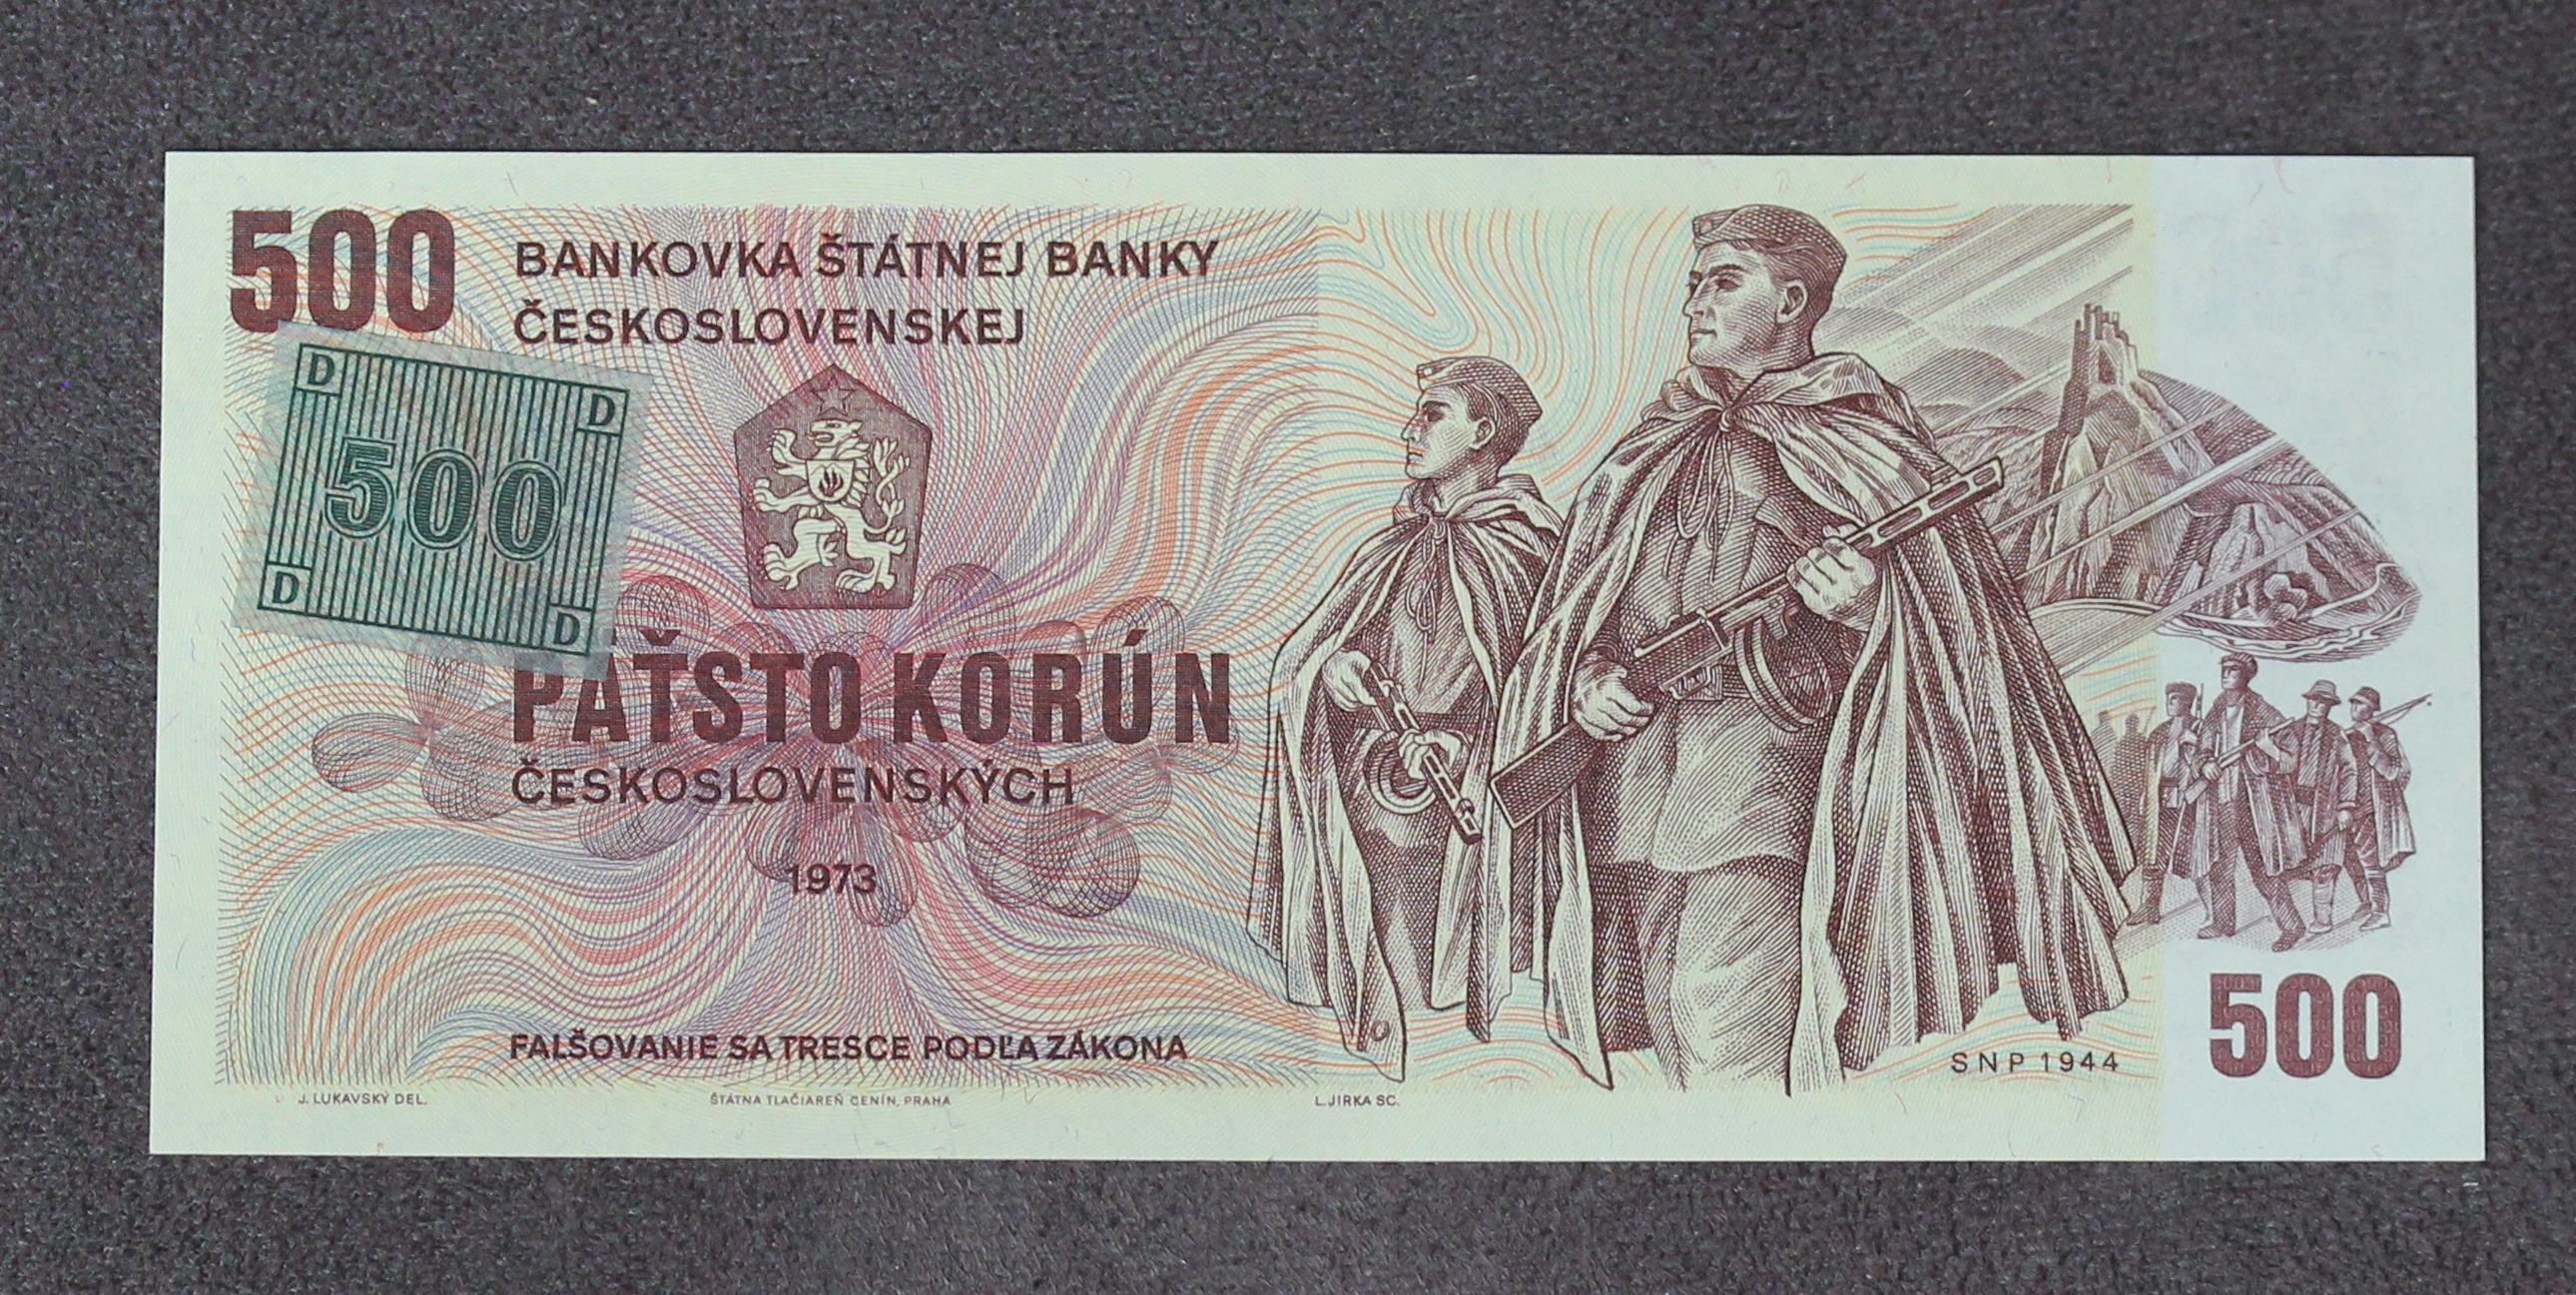 500
BANKOVKA ŠTÁTNEJ BANKY
ČESKOSLOVENSKEJ
D D
500
D D
PÄŤSTO KORÚN
ČESKOSLOVENSKÝCH
1973
FALŠOVANIE SA TRESCE PODĽA ZÁKONA
SNP 1944
500
J. LUKAVSKÝ DEL.
ŠTÁTNA TLAČIAREŇ CENÍN, PRAHA
L. JIRKA SC.